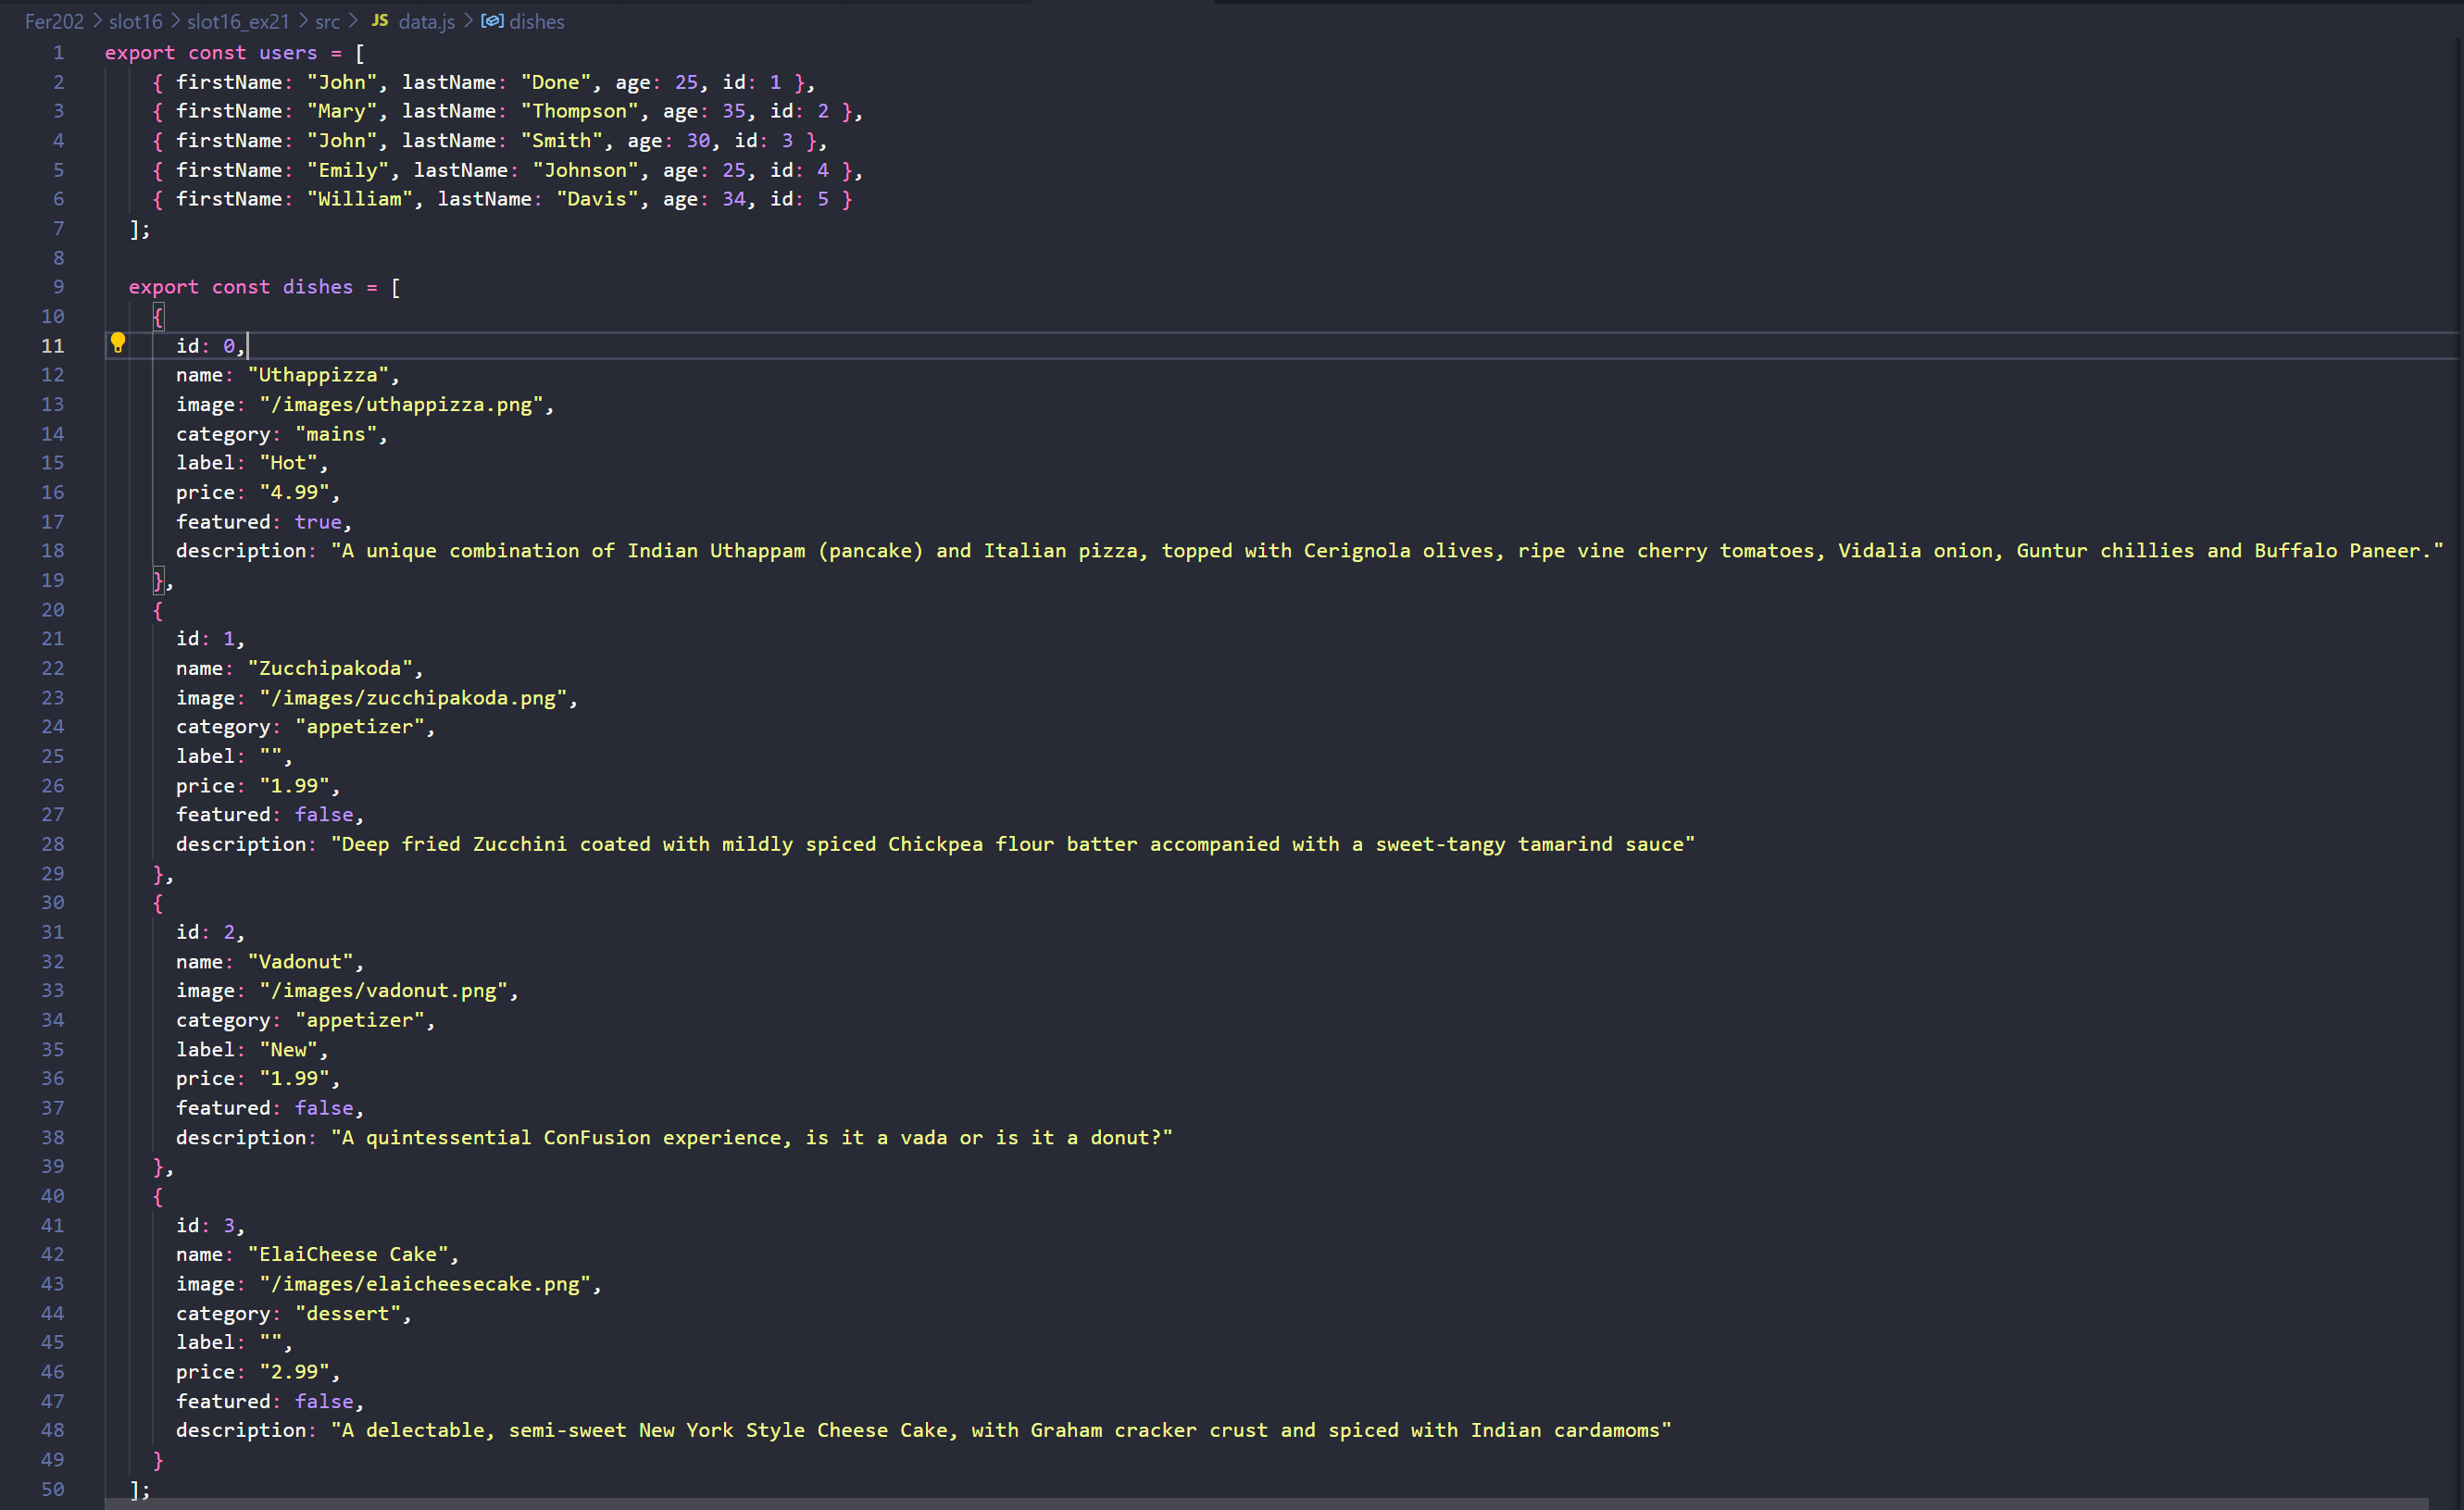 Fer202 > slot16 > slot16_ex21 > src > JS data.js > dishes
1 export const users = [
2 { firstName: "John", lastName: "Done", age: 25, id: 1 },
3 { firstName: "Mary", lastName: "Thompson", age: 35, id: 2 },
4 { firstName: "John", lastName: "Smith", age: 30, id: 3 },
5 { firstName: "Emily", lastName: "Johnson", age: 25, id: 4 },
6 { firstName: "William", lastName: "Davis", age: 34, id: 5 }
7 ];
8
9 export const dishes = [
10 {
11 id: 0,
12 name: "Uthappizza",
13 image: "/images/uthappizza.png",
14 category: "mains",
15 label: "Hot",
16 price: "4.99",
17 featured: true,
18 description: "A unique combination of Indian Uthappam (pancake) and Italian pizza, topped with Cerignola olives, ripe vine cherry tomatoes, Vidalia onion, Guntur chillies and Buffalo Paneer."
19 },
20 {
21 id: 1,
22 name: "Zucchipakoda",
23 image: "/images/zucchipakoda.png",
24 category: "appetizer",
25 label: "",
26 price: "1.99",
27 featured: false,
28 description: "Deep fried Zucchini coated with mildly spiced Chickpea flour batter accompanied with a sweet-tangy tamarind sauce"
29 },
30 {
31 id: 2,
32 name: "Vadonut",
33 image: "/images/vadonut.png",
34 category: "appetizer",
35 label: "New",
36 price: "1.99",
37 featured: false,
38 description: "A quintessential ConFusion experience, is it a vada or is it a donut?"
39 },
40 {
41 id: 3,
42 name: "ElaiCheese Cake",
43 image: "/images/elaicheesecake.png",
44 category: "dessert",
45 label: "",
46 price: "2.99",
47 featured: false,
48 description: "A delectable, semi-sweet New York Style Cheese Cake, with Graham cracker crust and spiced with Indian cardamoms"
49 }
50 ];